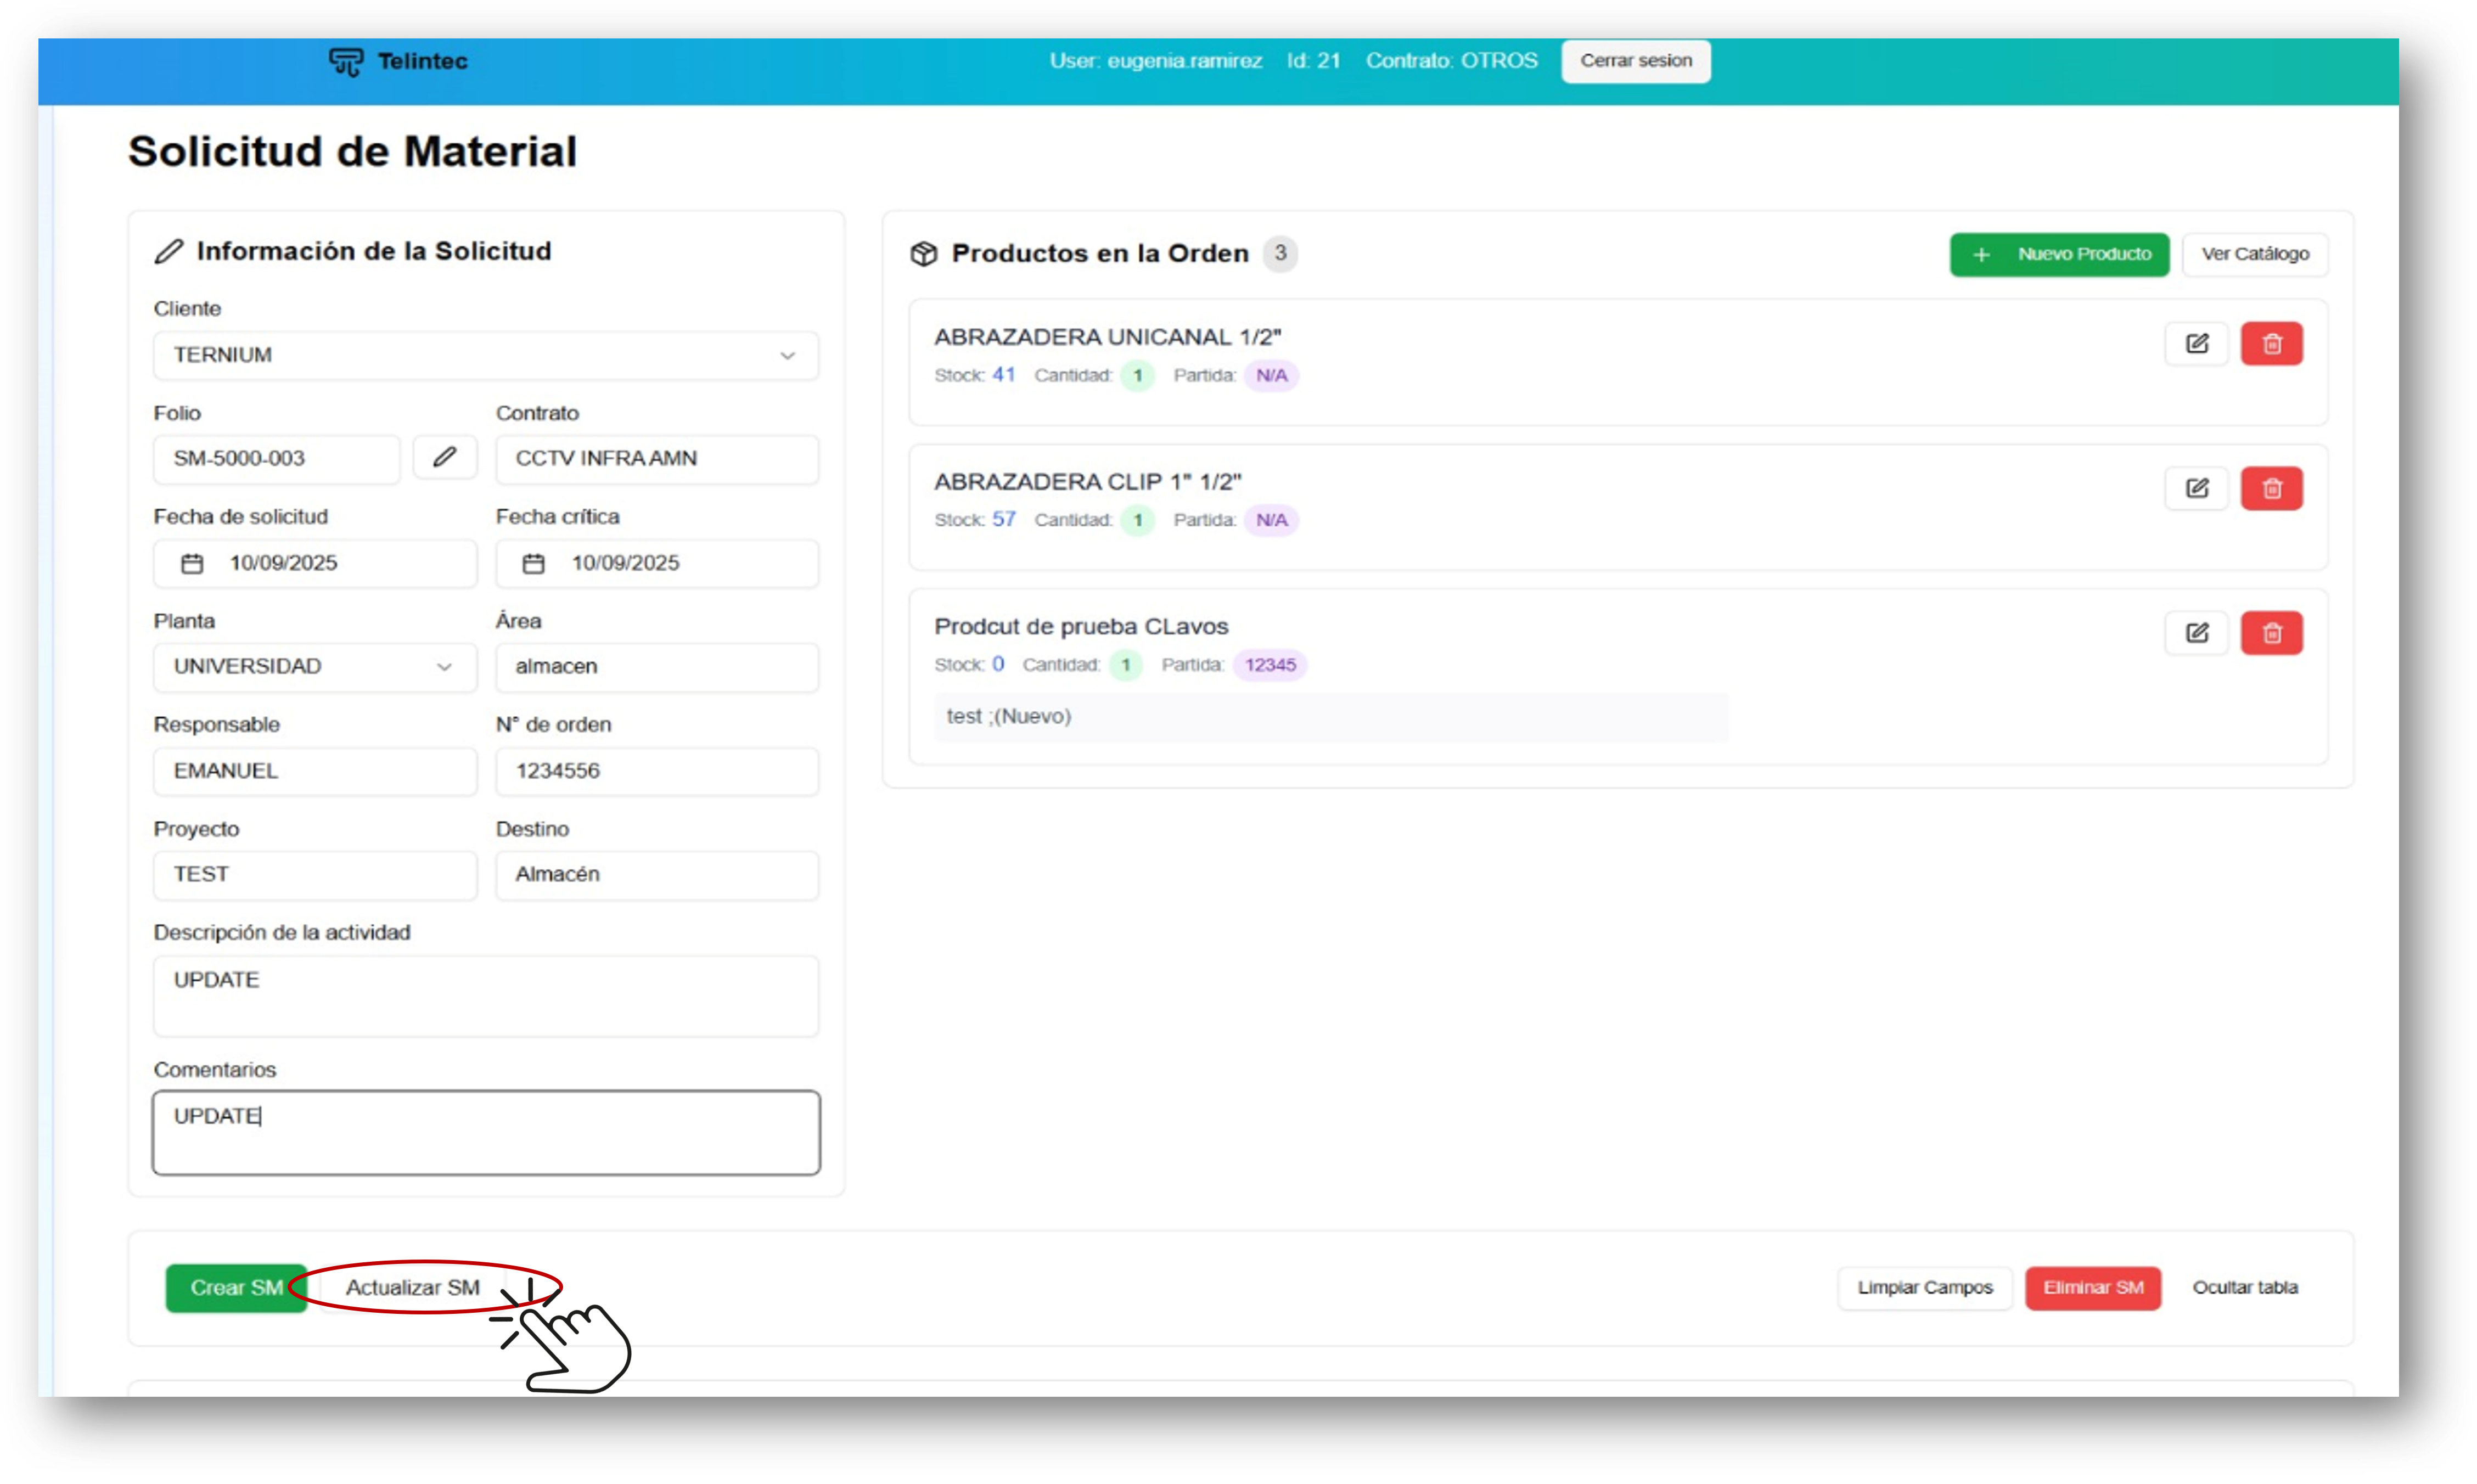 Telintec
User: eugenia.ramirez Id: 21 Contrato: OTROS Cerrar sesion
Solicitud de Material
Información de la Solicitud
Cliente
TERNIUM
Folio Contrato
SM-5000-003 CCTV INFRA AMN
Fecha de solicitud Fecha crítica
10/09/2025 10/09/2025
Planta Área
UNIVERSIDAD almacen
Responsable N° de orden
EMANUEL 1234556
Proyecto Destino
TEST Almacén
Descripción de la actividad
UPDATE
Comentarios
UPDATE
Productos en la Orden 3
+ Nuevo Producto Ver Catálogo
ABRAZADERA UNICANAL 1/2"
Stock: 41 Cantidad: 1 Partida: N/A
ABRAZADERA CLIP 1" 1/2"
Stock: 57 Cantidad: 1 Partida: N/A
Prodcut de prueba CLavos
Stock: 0 Cantidad: 1 Partida: 12345
test ;(Nuevo)
Crear SM Actualizar SM Limpiar Campos Eliminar SM Ocultar tabla